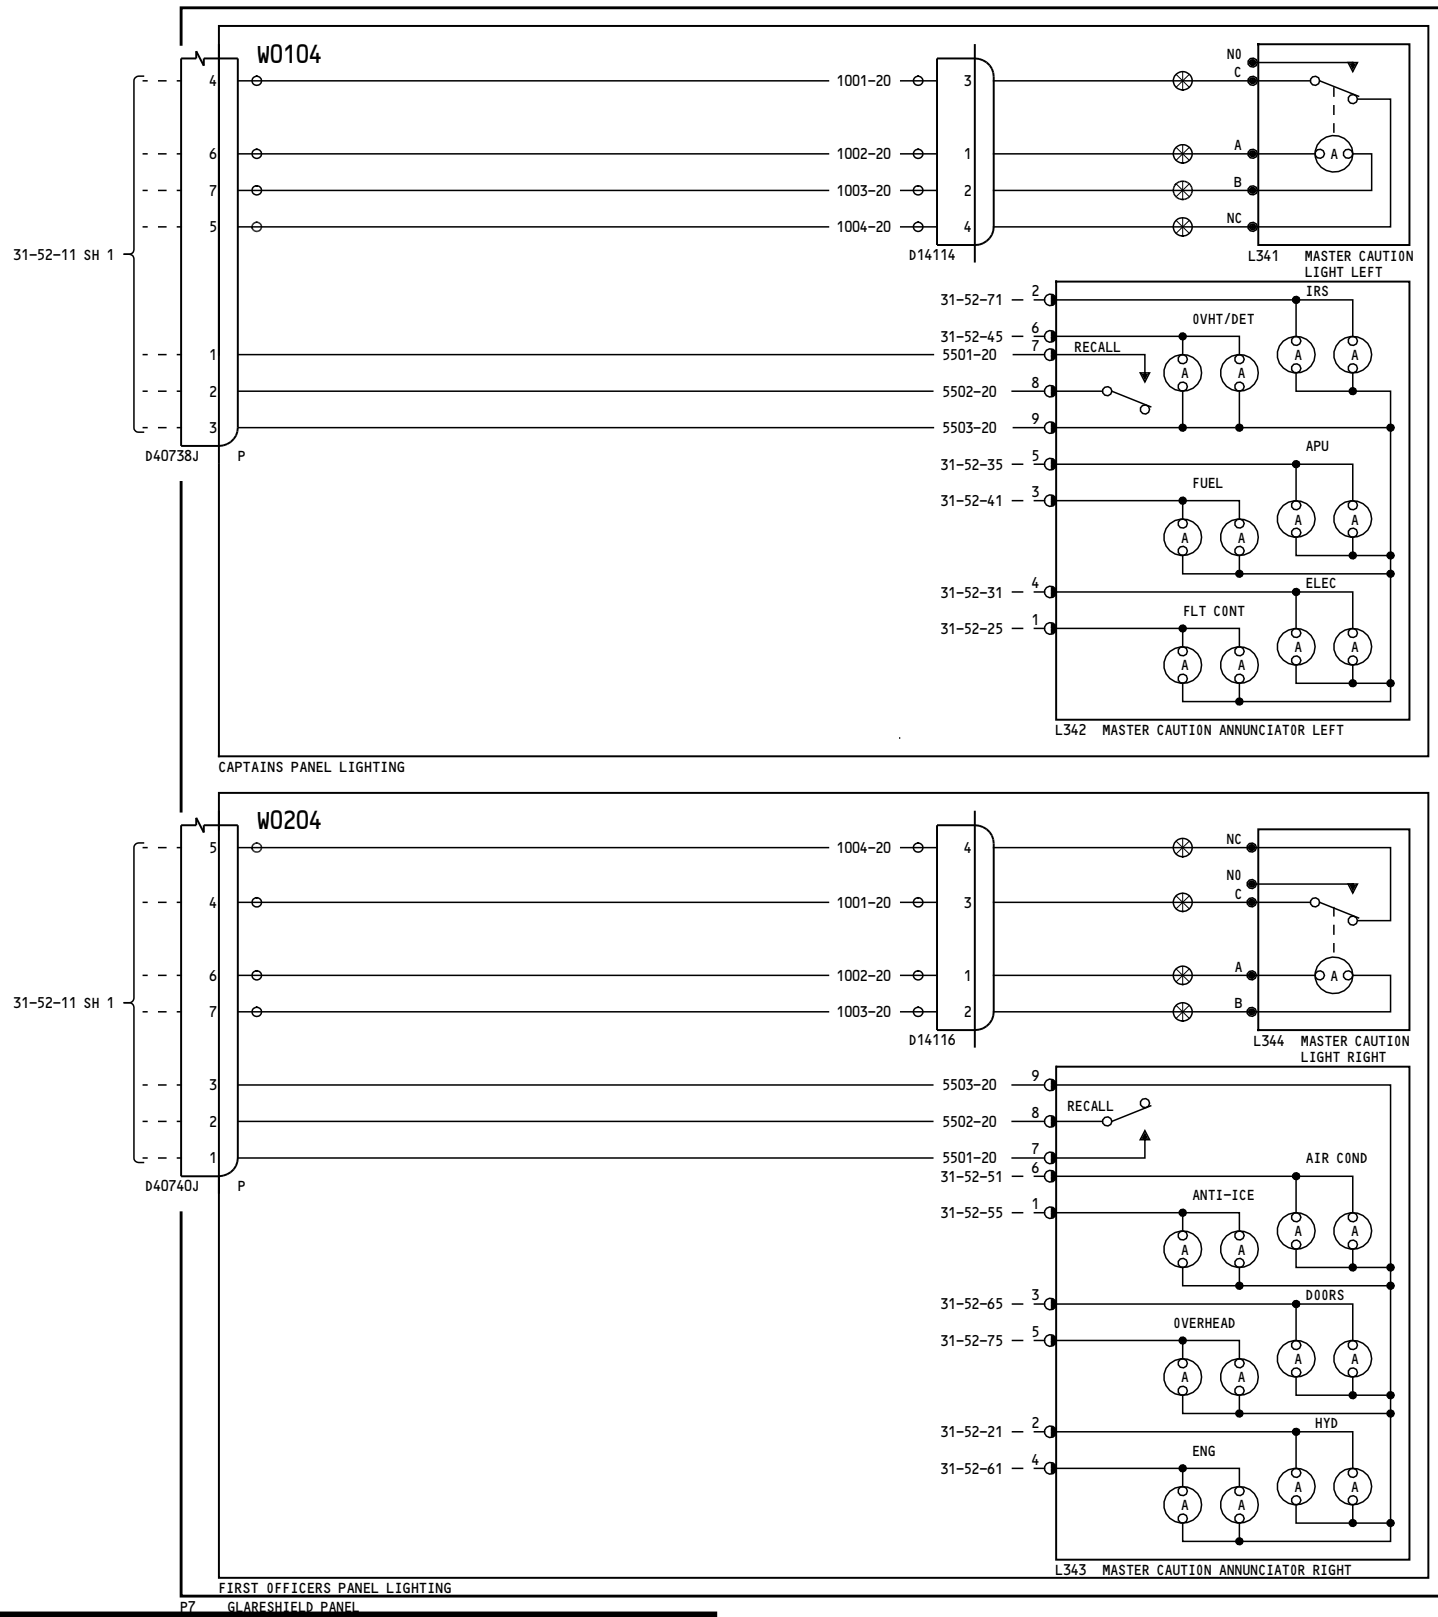 W0104
4 1001-20 3 C
NO
6 1002-20 1 A A
7 1003-20 2 B
5 1004-20 4 NC
31-52-11 SH 1
D14114
L341 MASTER CAUTION
LIGHT LEFT
31-52-71 2 IRS
31-52-45 6 OVHT/DET
1 5501-20 7 RECALL
A A A A
2 5502-20 8
3 5503-20 9
D40738J P
31-52-35 5 APU
31-52-41 3 FUEL
A A A A
31-52-31 4 ELEC
31-52-25 1 FLT CONT
A A A A
L342 MASTER CAUTION ANNUNCIATOR LEFT
CAPTAINS PANEL LIGHTING
W0204
5 1004-20 4 NC
NO
4 1001-20 3 C
6 1002-20 1 A A
31-52-11 SH 1
7 1003-20 2 B
D14116
L344 MASTER CAUTION
LIGHT RIGHT
3 5503-20 9
2 5502-20 8 RECALL
1 5501-20 7
D40740J P
31-52-51 6 AIR COND
31-52-55 1 ANTI-ICE
A A A A
31-52-65 3 DOORS
31-52-75 5 OVERHEAD
A A A A
31-52-21 2 HYD
31-52-61 4 ENG
A A A A
L343 MASTER CAUTION ANNUNCIATOR RIGHT
FIRST OFFICERS PANEL LIGHTING
P7 GLARESHIELD PANEL